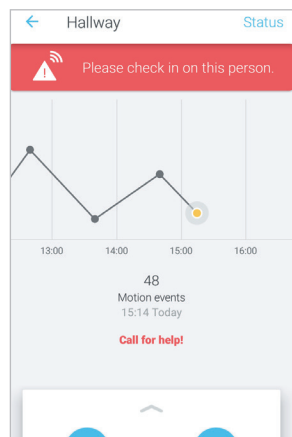 Hallway Status
Please check in on this person.
13:00 14:00 15:00 16:00
48
Motion events
15:14 Today
Call for help!